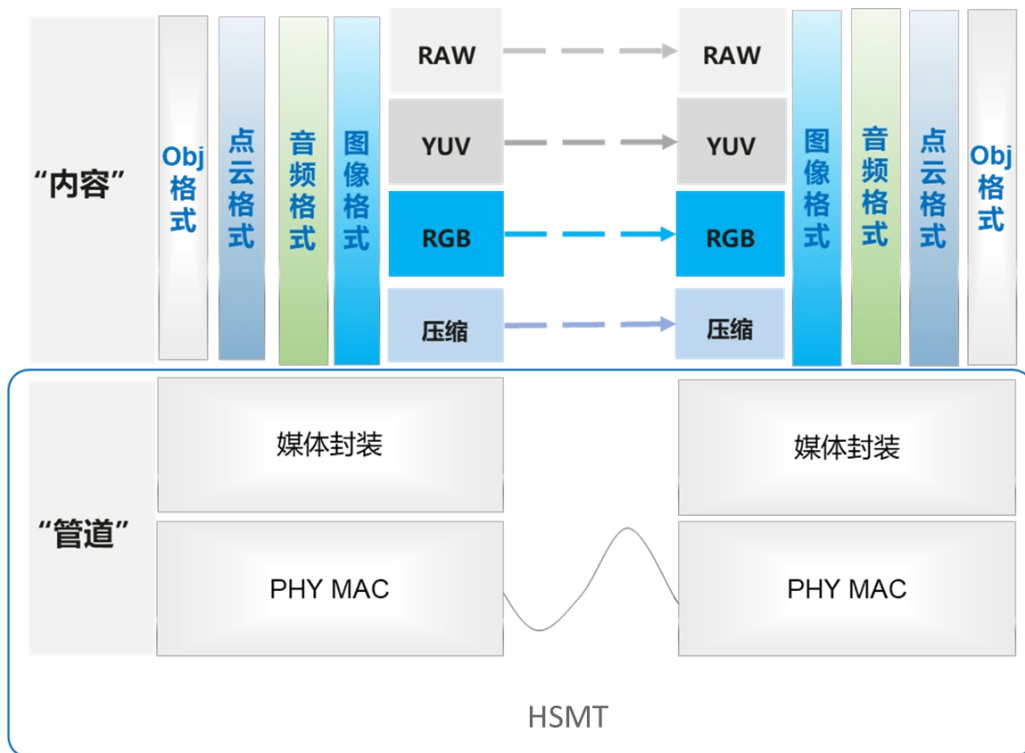 “内容”
Obj
格式
点云格式
音频格式
图像格式
RAW
YUV
RGB
压缩
RAW
YUV
RGB
压缩
图像格式
音频格式
点云格式
Obj
格式
“管道”
媒体封装
PHY MAC
媒体封装
PHY MAC
HSMT